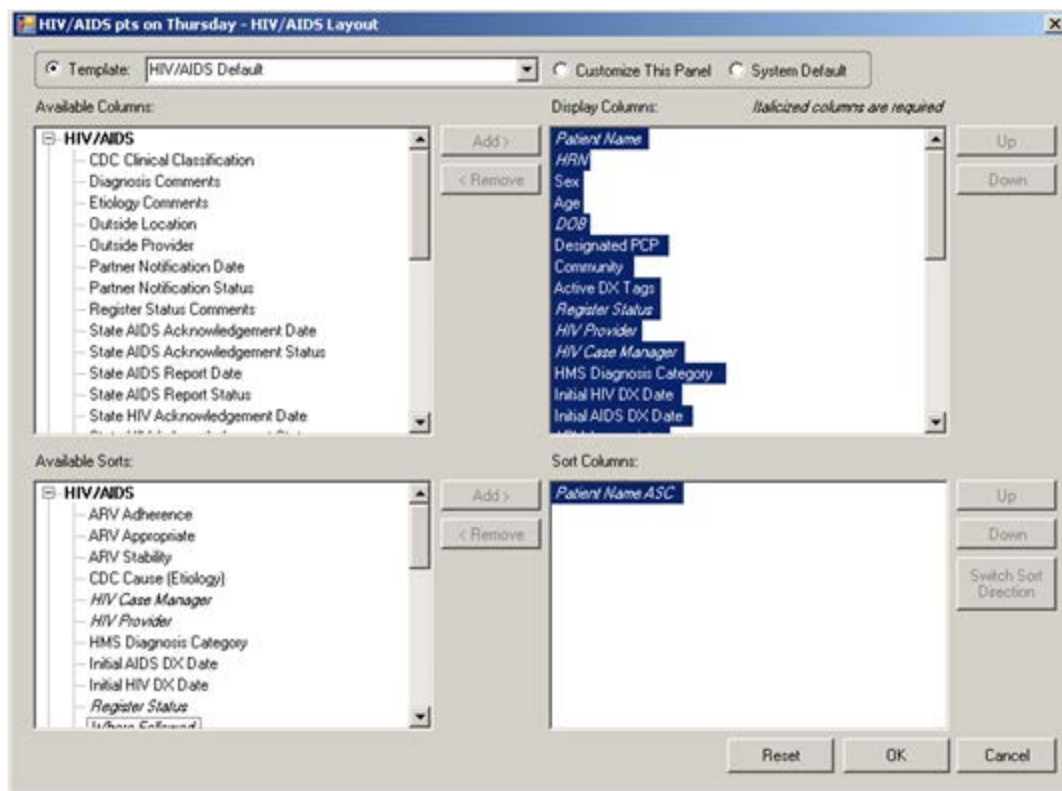 HIV/AIDS pts on Thursday - HIV/AIDS Layout
Template: HIV/AIDS Default Customize This Panel System Default
Available Columns:
HIV/AIDS
CDC Clinical Classification
Diagnosis Comments
Etiology Comments
Outside Location
Outside Provider
Partner Notification Date
Partner Notification Status
Register Status Comments
State AIDS Acknowledgement Date
State AIDS Acknowledgement Status
State AIDS Report Date
State AIDS Report Status
State HIV Acknowledgement Date
Add >
< Remove
Display Columns: Italicized columns are required
Patient Name
HRN
Sex
Age
DOB
Designated PCP
Community
Active DX Tags
Register Status
HIV Provider
HIV Case Manager
HMS Diagnosis Category
Initial HIV DX Date
Initial AIDS DX Date
Up
Down
Available Sorts:
HIV/AIDS
ARV Adherence
ARV Appropriate
ARV Stability
CDC Cause (Etiology)
HIV Case Manager
HIV Provider
HMS Diagnosis Category
Initial AIDS DX Date
Initial HIV DX Date
Register Status
Where Followed
Add >
< Remove
Sort Columns:
Patient Name ASC
Up
Down
Switch Sort
Direction
Reset OK Cancel